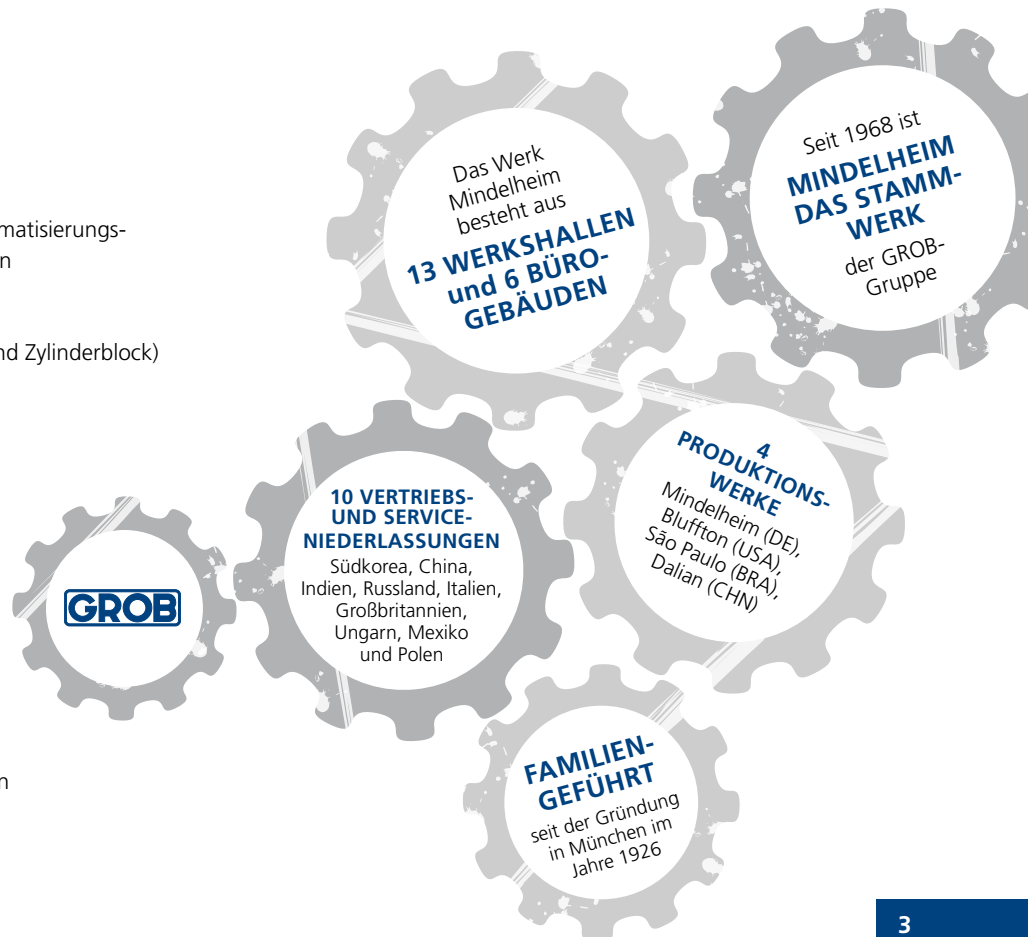 matisierungs-
n
nd Zylinderblock)
n
Das Werk
Mindelheim
besteht aus
13 WERKSHALLEN
und 6 BÜRO-
GEBÄUDEN
Seit 1968 ist
MINDELHEIM
DAS STAMM-
WERK
der GROB-
Gruppe
4
PRODUKTIONS-
WERKE
Mindelheim (DE),
Bluffton (USA),
São Paulo (BRA),
Dalian (CHN)
10 VERTRIEBS-
UND SERVICE-
NIEDERLASSUNGEN
Südkorea, China,
Indien, Russland, Italien,
Großbritannien,
Ungarn, Mexiko
und Polen
GROB
FAMILIEN-
GEFÜHRT
seit der Gründung
in München im
Jahre 1926
3